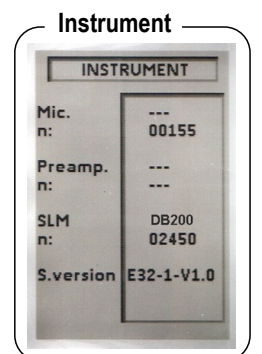 Instrument
INSTRUMENT
Mic. ---
n: 00155
Preamp. ---
n: ---
SLM DB200
n: 02450
S.version E32-1-V1.0